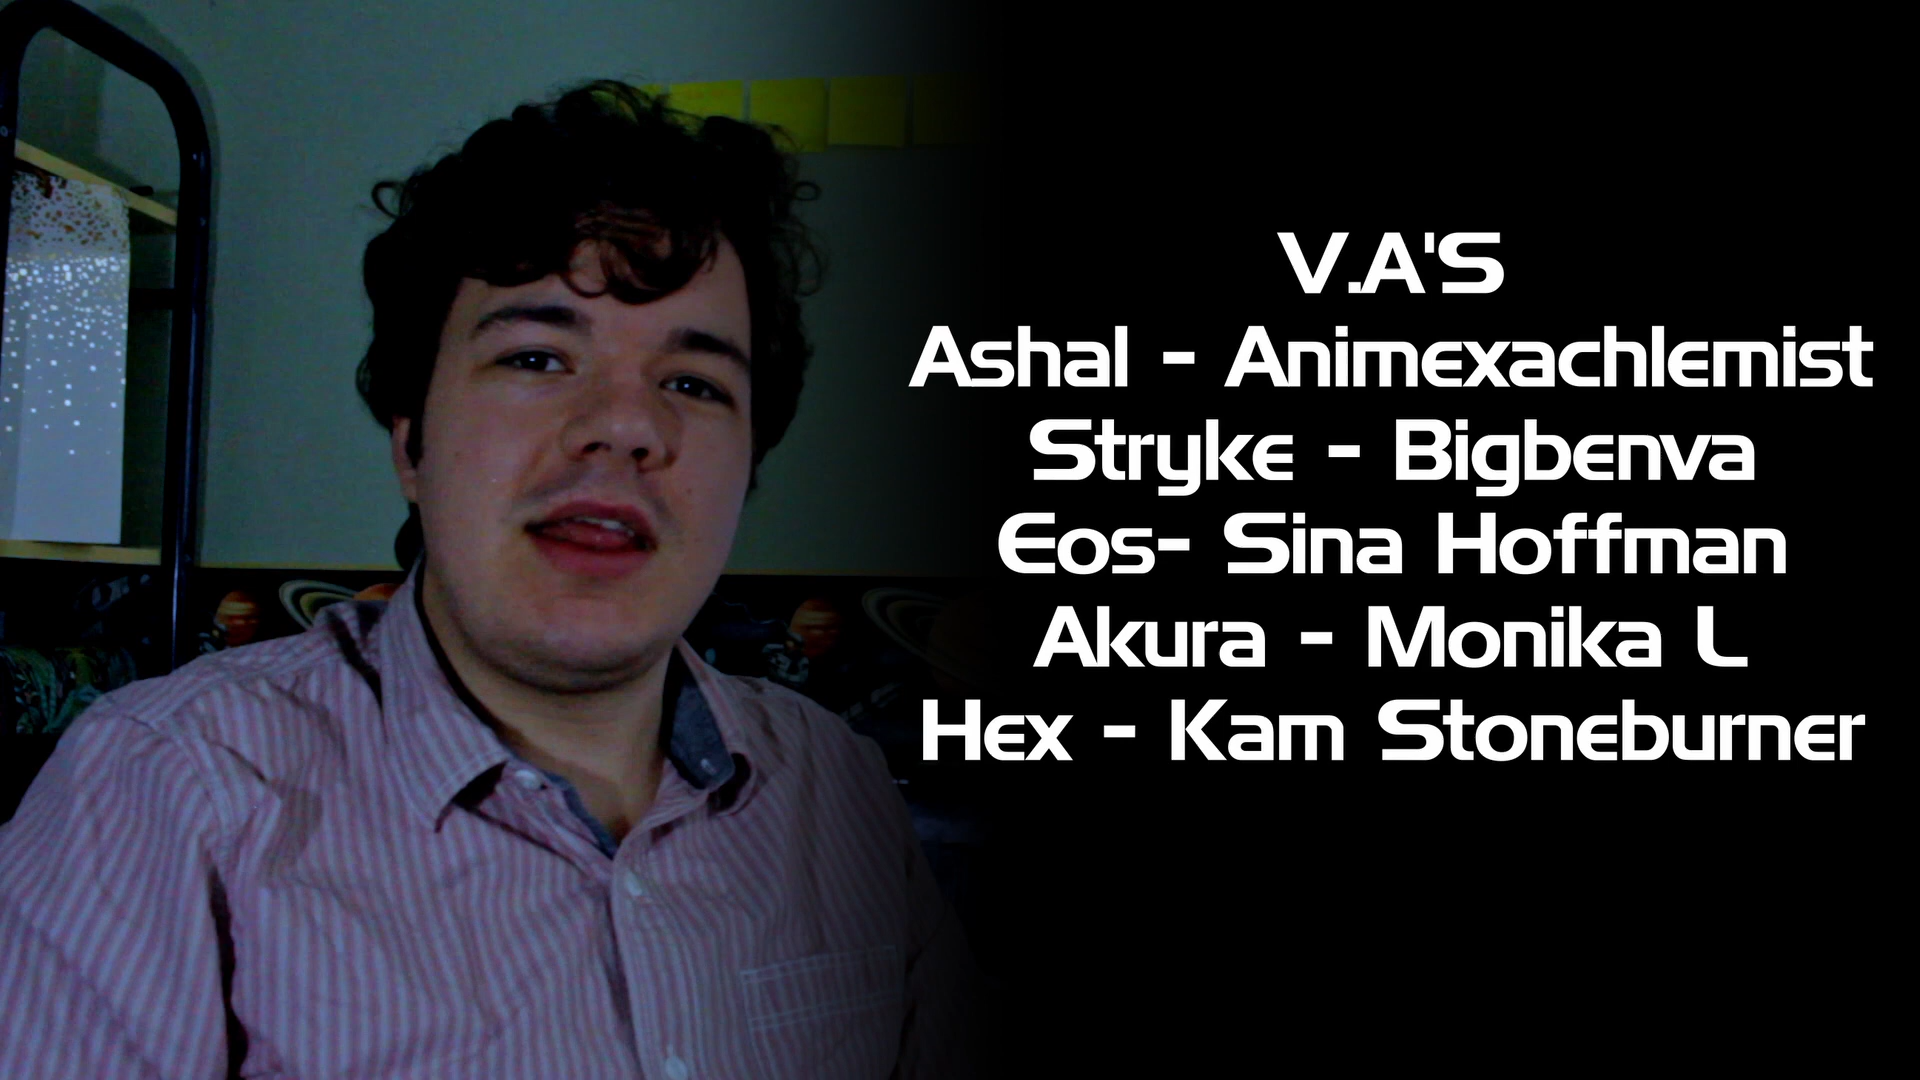 V.A'S
Ashal - Animexachlemist
Stryke - Bigbenva
Eos- Sina Hoffman
Akura - Monika L
Hex - Kam Stoneburner